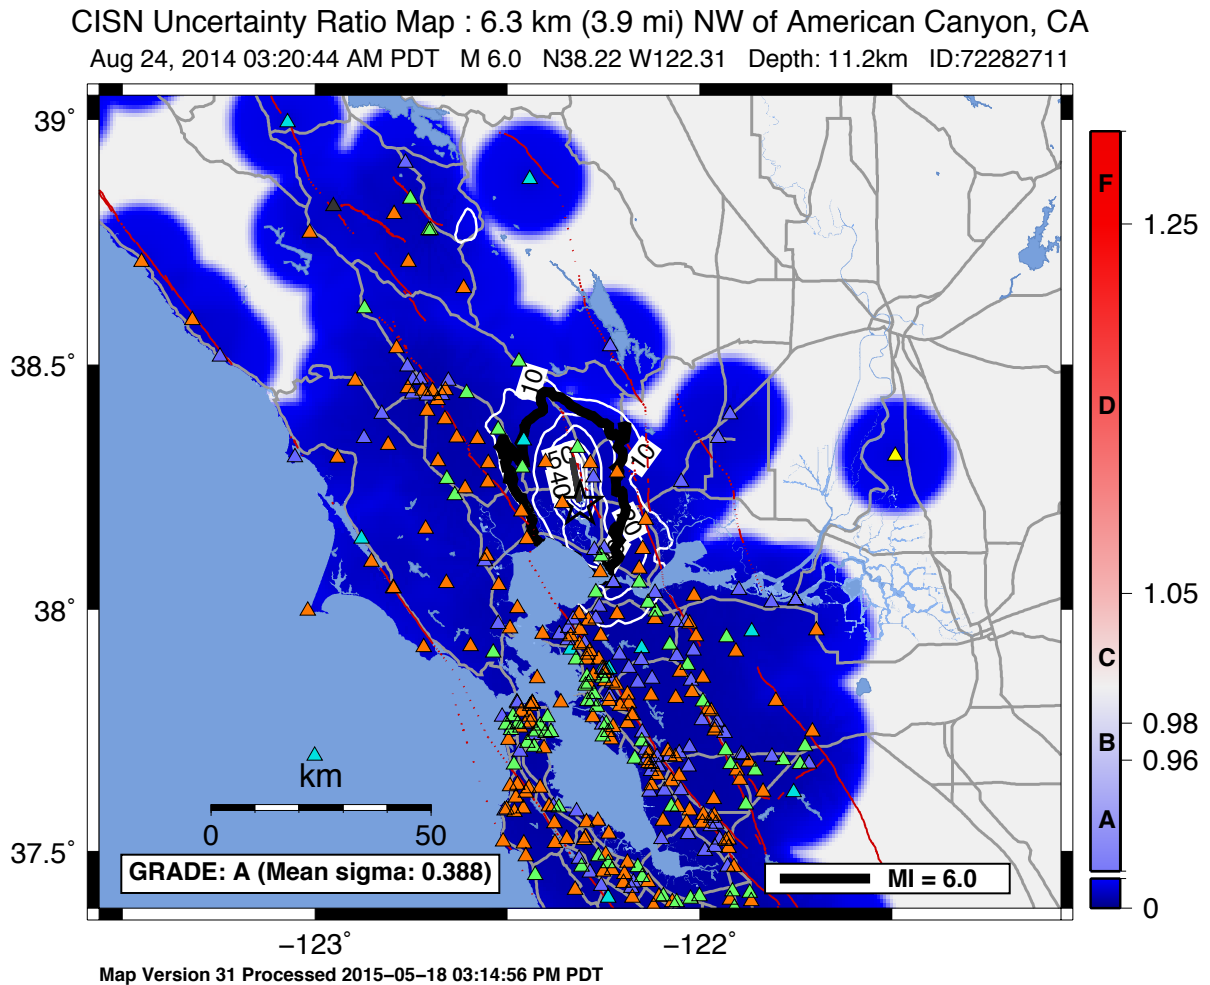 CISN Uncertainty Ratio Map : 6.3 km (3.9 mi) NW of American Canyon, CA
Aug 24, 2014 03:20:44 AM PDT M 6.0 N38.22 W122.31 Depth: 11.2km ID:72282711
39˚
38.5˚
38˚
37.5˚
10
50
40
10
km
0 50
GRADE: A (Mean sigma: 0.388)
MI = 6.0
−123˚ −122˚
F
1.25
D
1.05
C
0.98
B
0.96
A
0
Map Version 31 Processed 2015−05−18 03:14:56 PM PDT